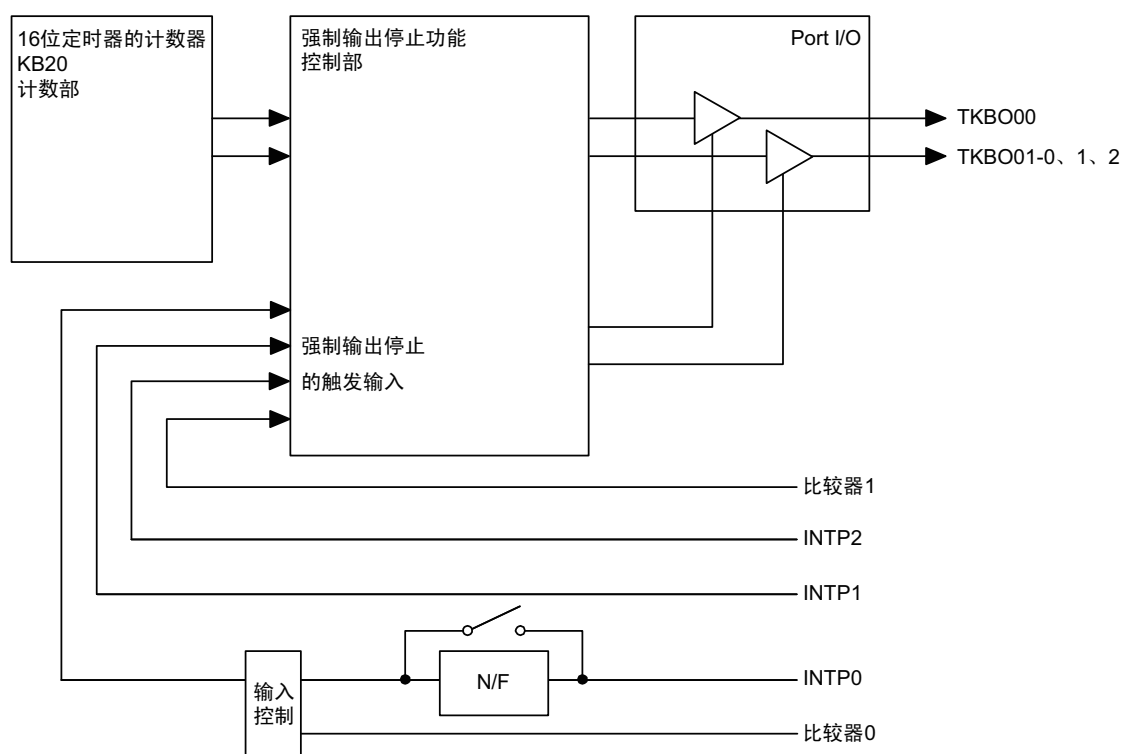 16位定时器的计数器
KB20
计数部
强制输出停止功能
控制部
Port I/O
TKBO00
TKBO01-0、1、2
强制输出停止
的触发输入
比较器1
INTP2
INTP1
N/F
INTP0
输入
控制
比较器0